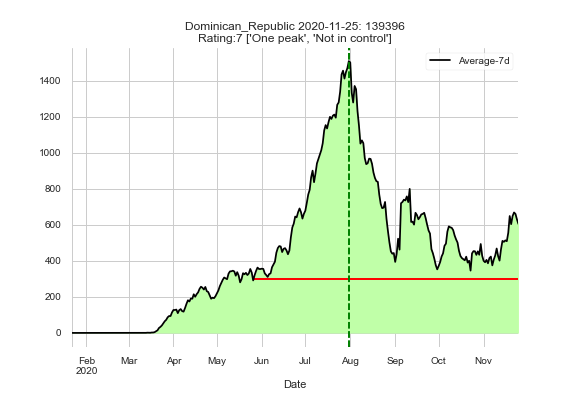 Dominican_Republic 2020-11-25: 139396
Rating:7 ['One peak', 'Not in control']
Average-7d
1400
1200
1000
800
600
400
200
0
Feb Mar Apr May Jun Jul Aug Sep Oct Nov
2020
Date